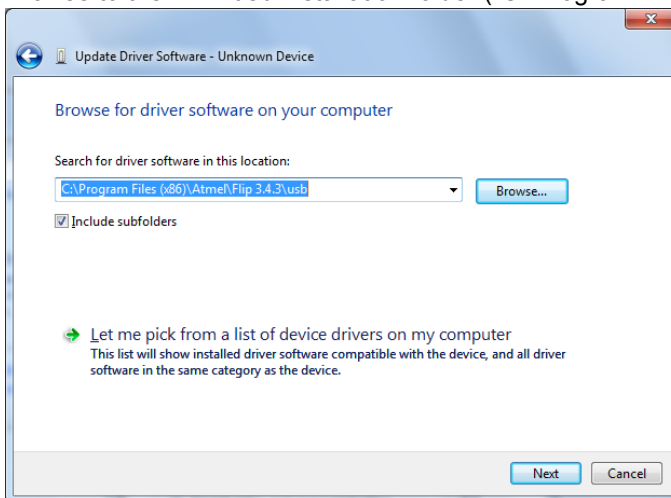 Update Driver Software - Unknown Device
Browse for driver software on your computer
Search for driver software in this location:
C:\Program Files (x86)\Atmel\Flip 3.4.3\usb
Browse...
Include subfolders
Let me pick from a list of device drivers on my computer
This list will show installed driver software compatible with the device, and all driver
software in the same category as the device.
Next
Cancel